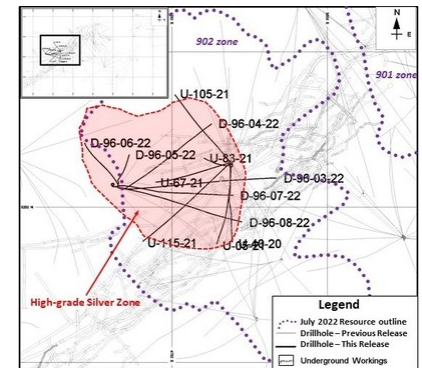 N
E
902 zone
901 zone
U-105-21
D-96-04-22
D-96-06-22
D-96-05-22
U-83-21
U-67-21
D-96-03-22
D-96-07-22
D-96-08-22
U-115-21
High-grade Silver Zone
Legend
July 2022 Resource outline
Drillhole – Previous Release
Drillhole – This Release
Underground Workings